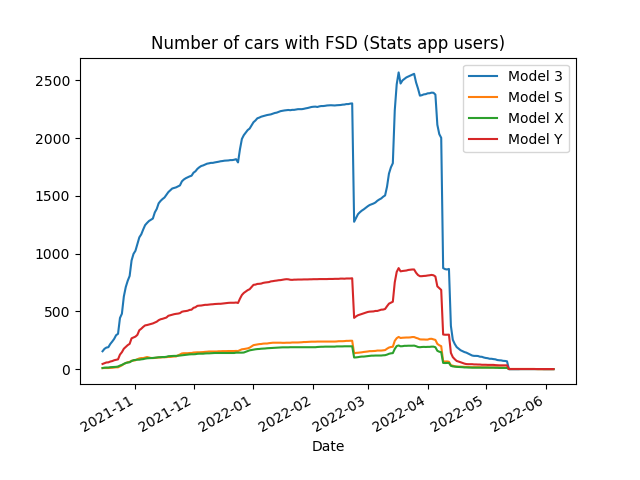 Number of cars with FSD (Stats app users)
Model 3
Model S
Model X
Model Y
2500
2000
1500
1000
500
0
2021-11
2021-12
2022-01
2022-02
2022-03
2022-04
2022-05
2022-06
Date